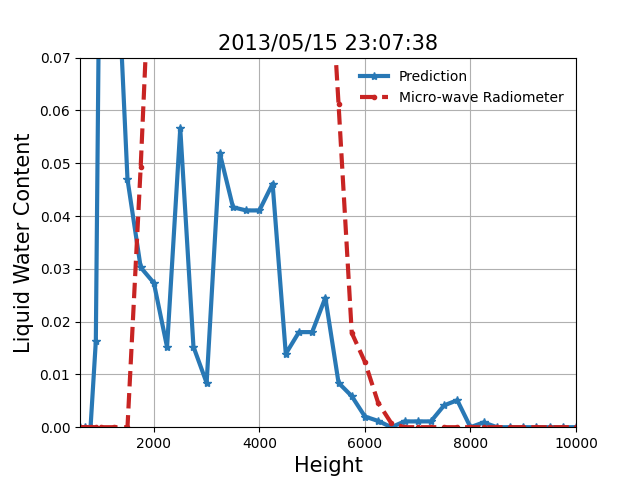 2013/05/15 23:07:38
Prediction
Micro-wave Radiometer
Liquid Water Content
0.07
0.06
0.05
0.04
0.03
0.02
0.01
0.00
2000 4000 6000 8000 10000
Height